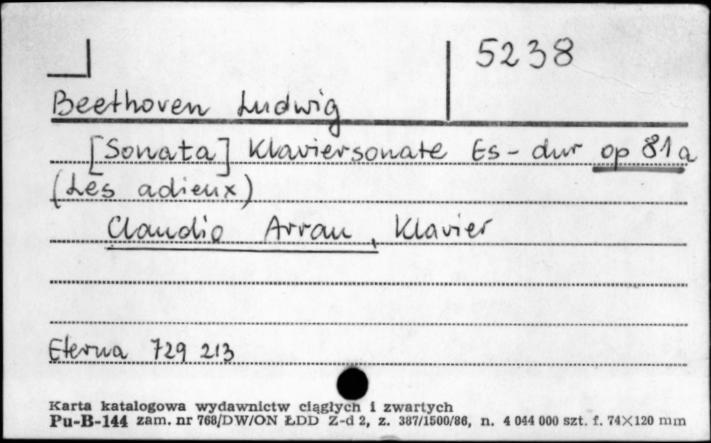 5238
Beethoven Ludwig
[Sonata] Klaviersonate Es-dur op 81a
(Les adieux)
Claudio Arrau, Klavier
Eterna 729 213
Karta katalogowa wydawnictw ciągłych i zwartych
Pu-B-144 zam. nr 768/DW/ON ŁDD Z-d 2, z. 387/1500/86, n. 4 044 000 szt. f. 74×120 mm